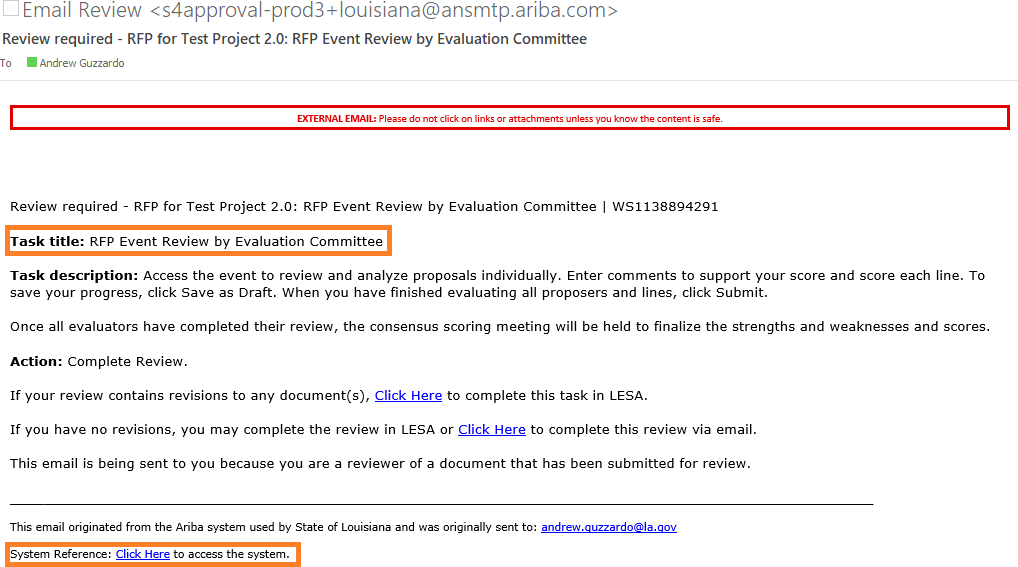 Email Review <s4approval-prod3+louisiana@ansmtp.ariba.com>
Review required - RFP for Test Project 2.0: RFP Event Review by Evaluation Committee
To Andrew Guzzardo
EXTERNAL EMAIL: Please do not click on links or attachments unless you know the content is safe.
Review required - RFP for Test Project 2.0: RFP Event Review by Evaluation Committee | WS1138894291
Task title: RFP Event Review by Evaluation Committee
Task description: Access the event to review and analyze proposals individually. Enter comments to support your score and score each line. To
save your progress, click Save as Draft. When you have finished evaluating all proposers and lines, click Submit.
Once all evaluators have completed their review, the consensus scoring meeting will be held to finalize the strengths and weaknesses and scores.
Action: Complete Review.
If your review contains revisions to any document(s), Click Here to complete this task in LESA.
If you have no revisions, you may complete the review in LESA or Click Here to complete this review via email.
This email is being sent to you because you are a reviewer of a document that has been submitted for review.
This email originated from the Ariba system used by State of Louisiana and was originally sent to: andrew.guzzardo@la.gov
System Reference: Click Here to access the system.